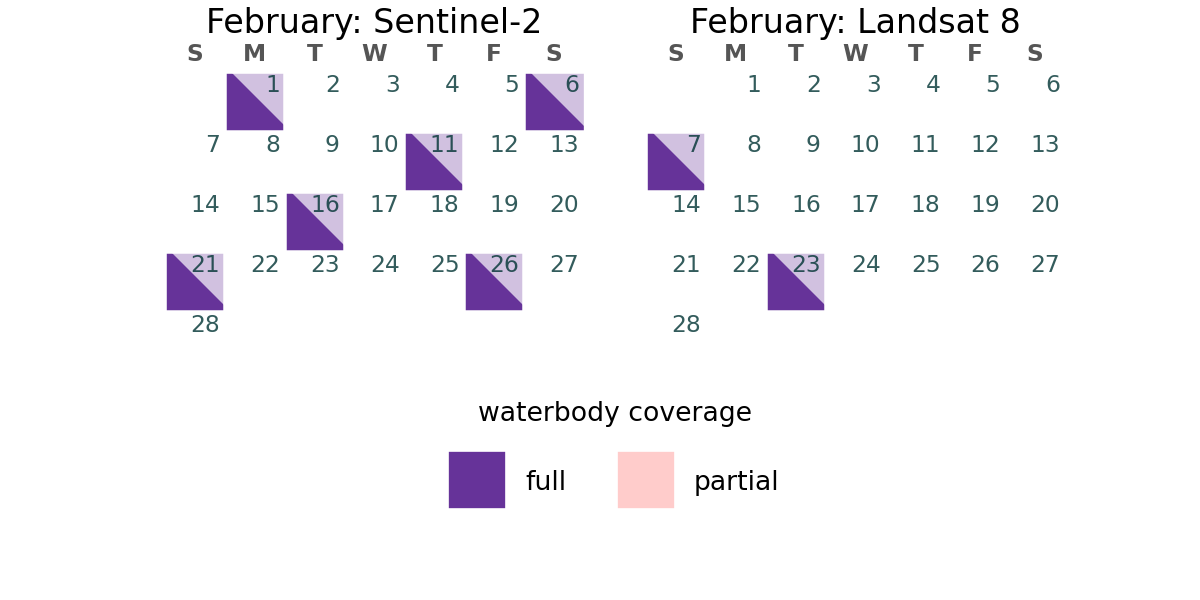 February: Sentinel-2
S M T W T F S
1 2 3 4 5 6
7 8 9 10 11 12 13
14 15 16 17 18 19 20
21 22 23 24 25 26 27
28
February: Landsat 8
S M T W T F S
1 2 3 4 5 6
7 8 9 10 11 12 13
14 15 16 17 18 19 20
21 22 23 24 25 26 27
28
waterbody coverage
full partial